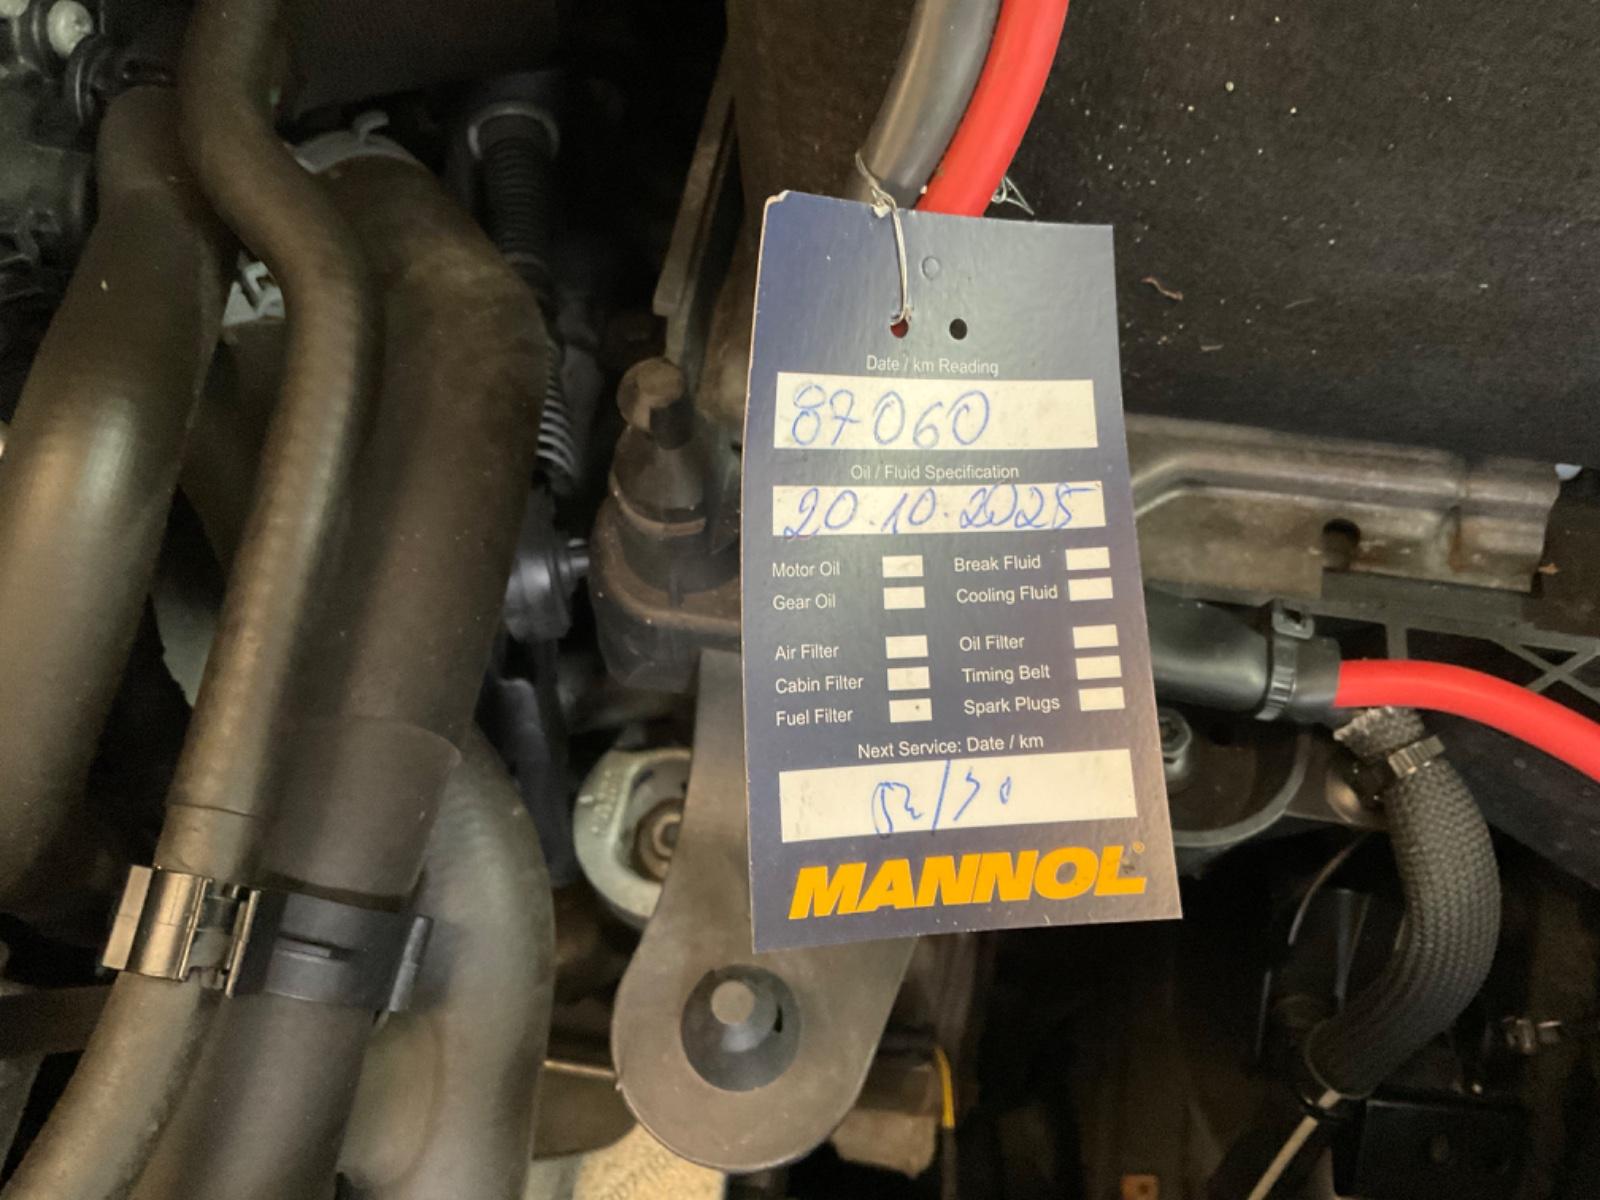 Date / km Reading
87060
Oil / Fluid Specification
20.10.2025
Motor Oil
Break Fluid
Gear Oil
Cooling Fluid
Air Filter
Oil Filter
Cabin Filter
Timing Belt
Fuel Filter
Spark Plugs
Next Service: Date / km
MANNOL®